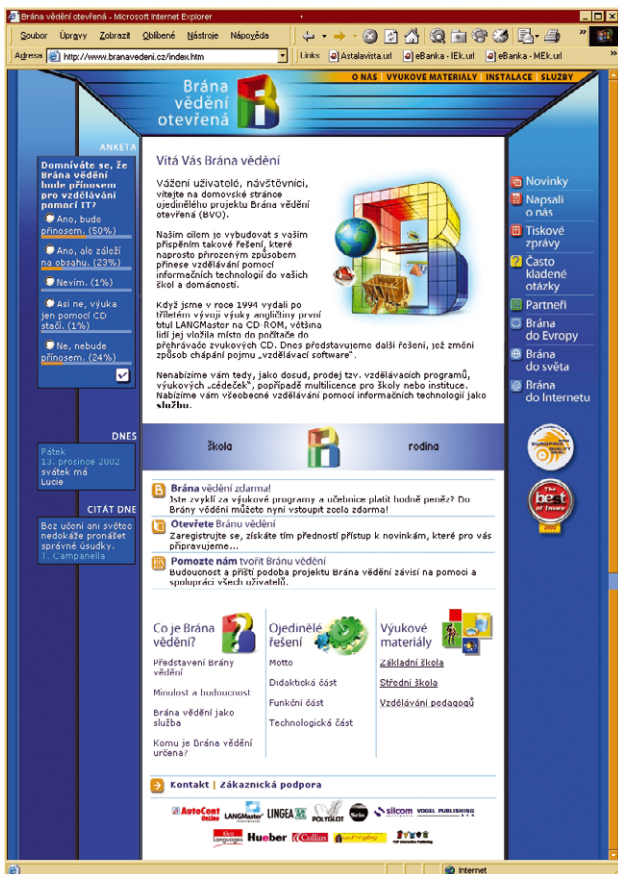 Brána vědění otevřená - Microsoft Internet Explorer
Soubor Úpravy Zobrazit Oblíbené Nástroje Nápověda
Adresa http://www.branavedeni.cz/index.htm Links Astalavista.url eBanka - IEk.url eBanka - MEk.url
O NÁS | VÝUKOVÉ MATERIÁLY | INSTALACE | SLUŽBY
Brána
vědění
otevřená
ANKETA
Domníváte se, že
Brána vědění
bude přínosem
pro vzdělávání
pomocí IT?
Ano, bude
přínosem. (50%)
Ano, ale záleží
na obsahu. (23%)
Nevím. (1%)
Asi ne, výuka
jen pomocí CD
stačí. (1%)
Ne, nebude
přínosem. (24%)
DNES
Pátek
13. prosince 2002
svátek má
Lucie
CITÁT DNE
Bez učení ani světec
nedokáže pronášet
správné úsudky.
T. Campanella
Vítá Vás Brána vědění
Vážení uživatelé, návštěvníci,
vítejte na domovské stránce
ojedinělého projektu Brána vědění
otevřená (BVO).
Naším cílem je vybudovat s vaším
přispěním takové řešení, které
naprosto přirozeným způsobem
přinese vzdělávání pomocí
informačních technologií do vašich
škol a domácností.
Když jsme v roce 1994 vydali po
tříletém vývoji výuky angličtiny první
titul LANGMaster na CD-ROM, většina
lidí jej vložila místo do počítače do
přehrávače zvukových CD. Dnes představujeme další řešení, jež změní
způsob chápání pojmu „vzdělávací software".
Nenabízíme vám tedy, jako dosud, prodej tzv. vzdělávacích programů,
výukových „cédeček", popřípadě multilicence pro školy nebo instituce.
Nabízíme vám všeobecné vzdělávání pomocí informačních technologií jako
službu.
Novinky
Napsali
o nás
Tiskové
zprávy
Často
kladené
otázky
Partneři
Brána
do Evropy
Brána
do světa
Brána
do Internetu
The
best
of Invex
2002
škola rodina
Brána vědění zdarma!
Jste zvyklí za výukové programy a učebnice platit hodně peněz? Do
Brány vědění můžete nyní vstoupit zcela zdarma!
Otevřete Bránu vědění
Zaregistrujte se, získáte tím přednostní přístup k novinkám, které pro vás
připravujeme...
Pomozte nám tvořit Bránu vědění
Budoucnost a příští podoba projektu Brána vědění závisí na pomoci a
spolupráci všech uživatelů.
Co je Brána
vědění?
Představení Brány
vědění
Minulost a budoucnost
Brána vědění jako
služba
Komu je Brána vědění
určena?
Ojedinělé
řešení
Motto
Didaktická část
Funkční část
Technologická část
Výukové
materiály
Základní škola
Střední škola
Vzdělávání pedagogů
Kontakt | Zákaznická podpora
AutoCont Online LANGMaster International LINGEA POLYGLOT silcom VOGEL PUBLISHING
Klett Languages Hueber Collins
Internet